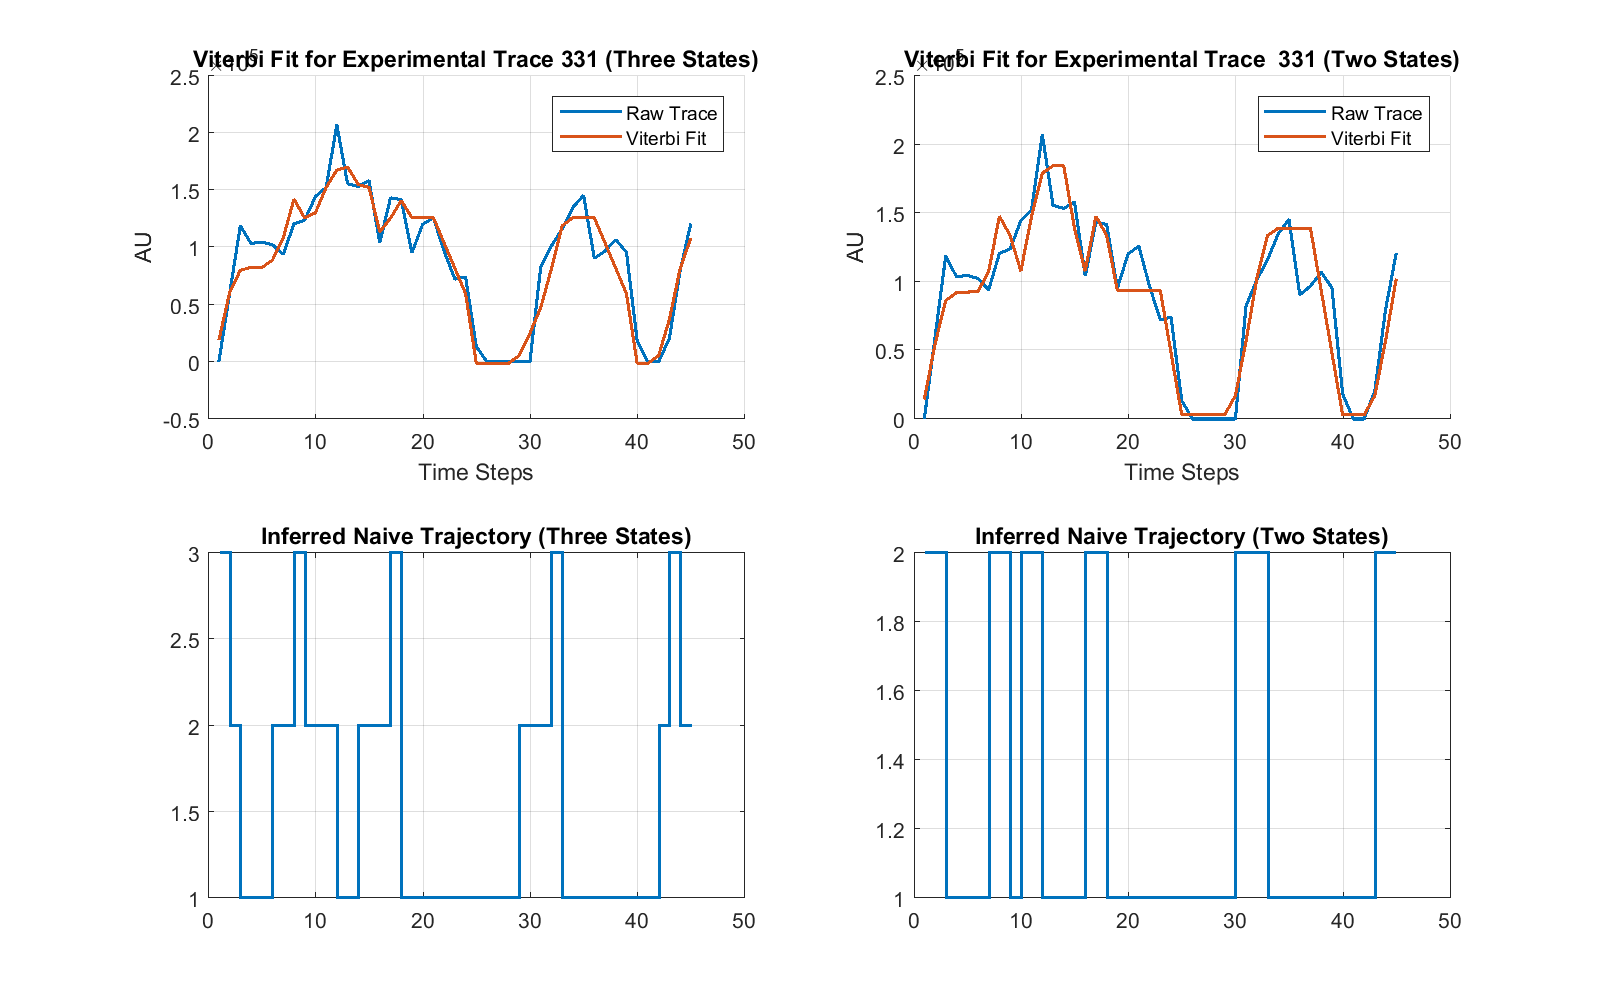 Viterbi Fit for Experimental Trace 331 (Three States)
×10^5
2.5
2
1.5
1
0.5
0
-0.5
AU
Raw Trace
Viterbi Fit
0 10 20 30 40 50
Time Steps
Viterbi Fit for Experimental Trace 331 (Two States)
×10^5
2.5
2
1.5
1
0.5
0
AU
Raw Trace
Viterbi Fit
0 10 20 30 40 50
Time Steps
Inferred Naive Trajectory (Three States)
3
2.5
2
1.5
1
0 10 20 30 40 50
Inferred Naive Trajectory (Two States)
2
1.8
1.6
1.4
1.2
1
0 10 20 30 40 50